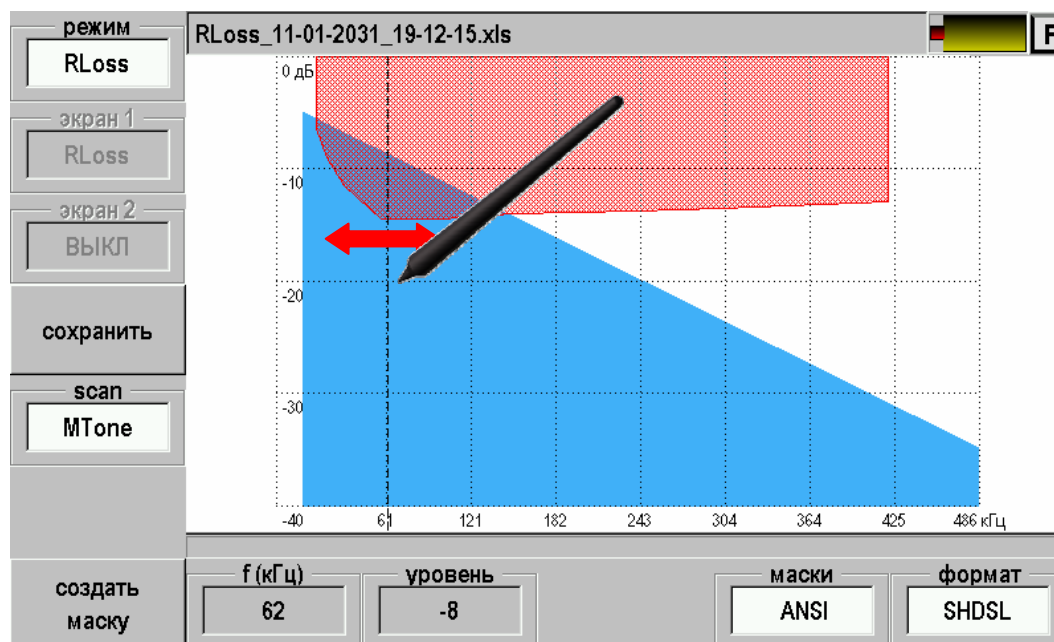 режим
RLoss
экран 1
RLoss
экран 2
ВЫКЛ
сохранить
scan
MTone
создать
маску
RLoss_11-01-2031_19-12-15.xls
0 дБ
-10
-20
-30
-40 61 121 182 243 304 364 425 486 кГц
f (кГц)
62
уровень
-8
маски
ANSI
формат
SHDSL